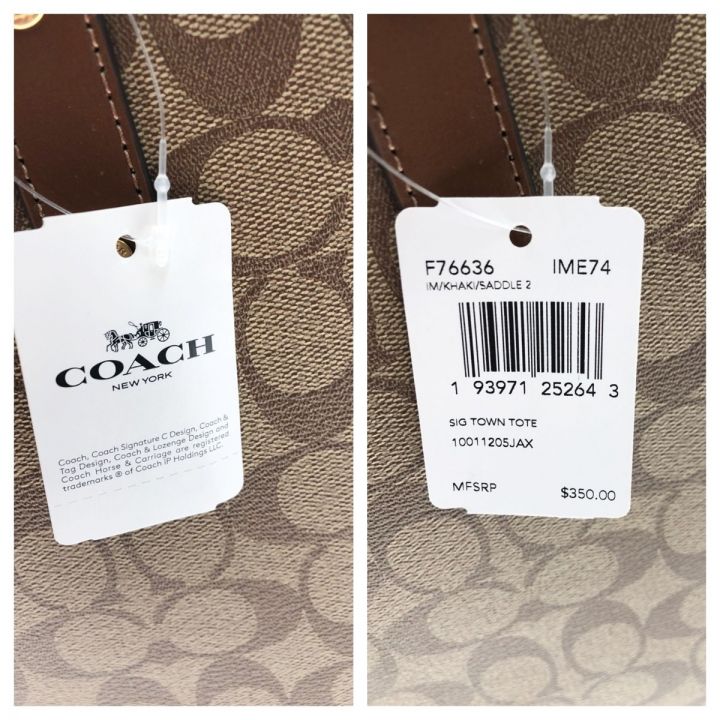 COACH
NEW YORK
Coach, Coach Signature C Design, Coach &
Tag Design, Coach & Lozenge Design and
Coach Horse & Carriage are registered
trademarks ® of Coach IP Holdings LLC.
F76636 IME74
IM/KHAKI/SADDLE 2
1 93971 25264 3
SIG TOWN TOTE
10011205JAX
MFSRP $350.00